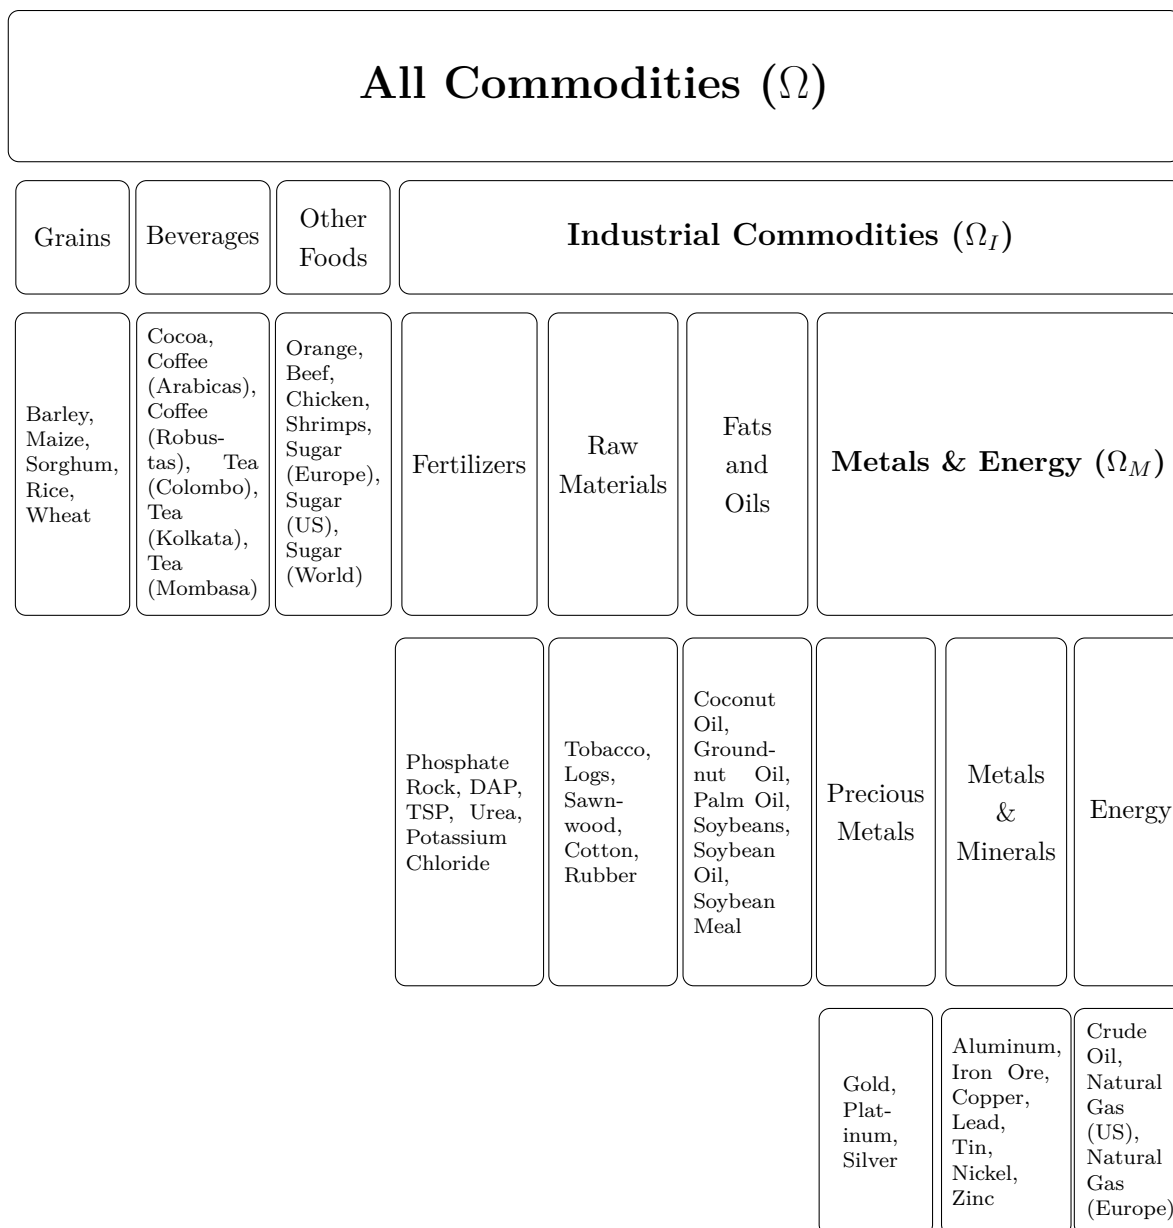 All Commodities (Ω)
Grains
Beverages
Other
Foods
Industrial Commodities (Ω_I)
Barley,
Maize,
Sorghum,
Rice,
Wheat
Cocoa,
Coffee
(Arabicas),
Coffee
(Robus-
tas), Tea
(Colombo),
Tea
(Kolkata),
Tea
(Mombasa)
Orange,
Beef,
Chicken,
Shrimps,
Sugar
(Europe),
Sugar
(US),
Sugar
(World)
Fertilizers
Raw
Materials
Fats
and
Oils
Metals & Energy (Ω_M)
Phosphate
Rock, DAP,
TSP, Urea,
Potassium
Chloride
Tobacco,
Logs,
Sawn-
wood,
Cotton,
Rubber
Coconut
Oil,
Ground-
nut Oil,
Palm Oil,
Soybeans,
Soybean
Oil,
Soybean
Meal
Precious
Metals
Metals
&
Minerals
Energy
Gold,
Plat-
inum,
Silver
Aluminum,
Iron Ore,
Copper,
Lead,
Tin,
Nickel,
Zinc
Crude
Oil,
Natural
Gas
(US),
Natural
Gas
(Europe)